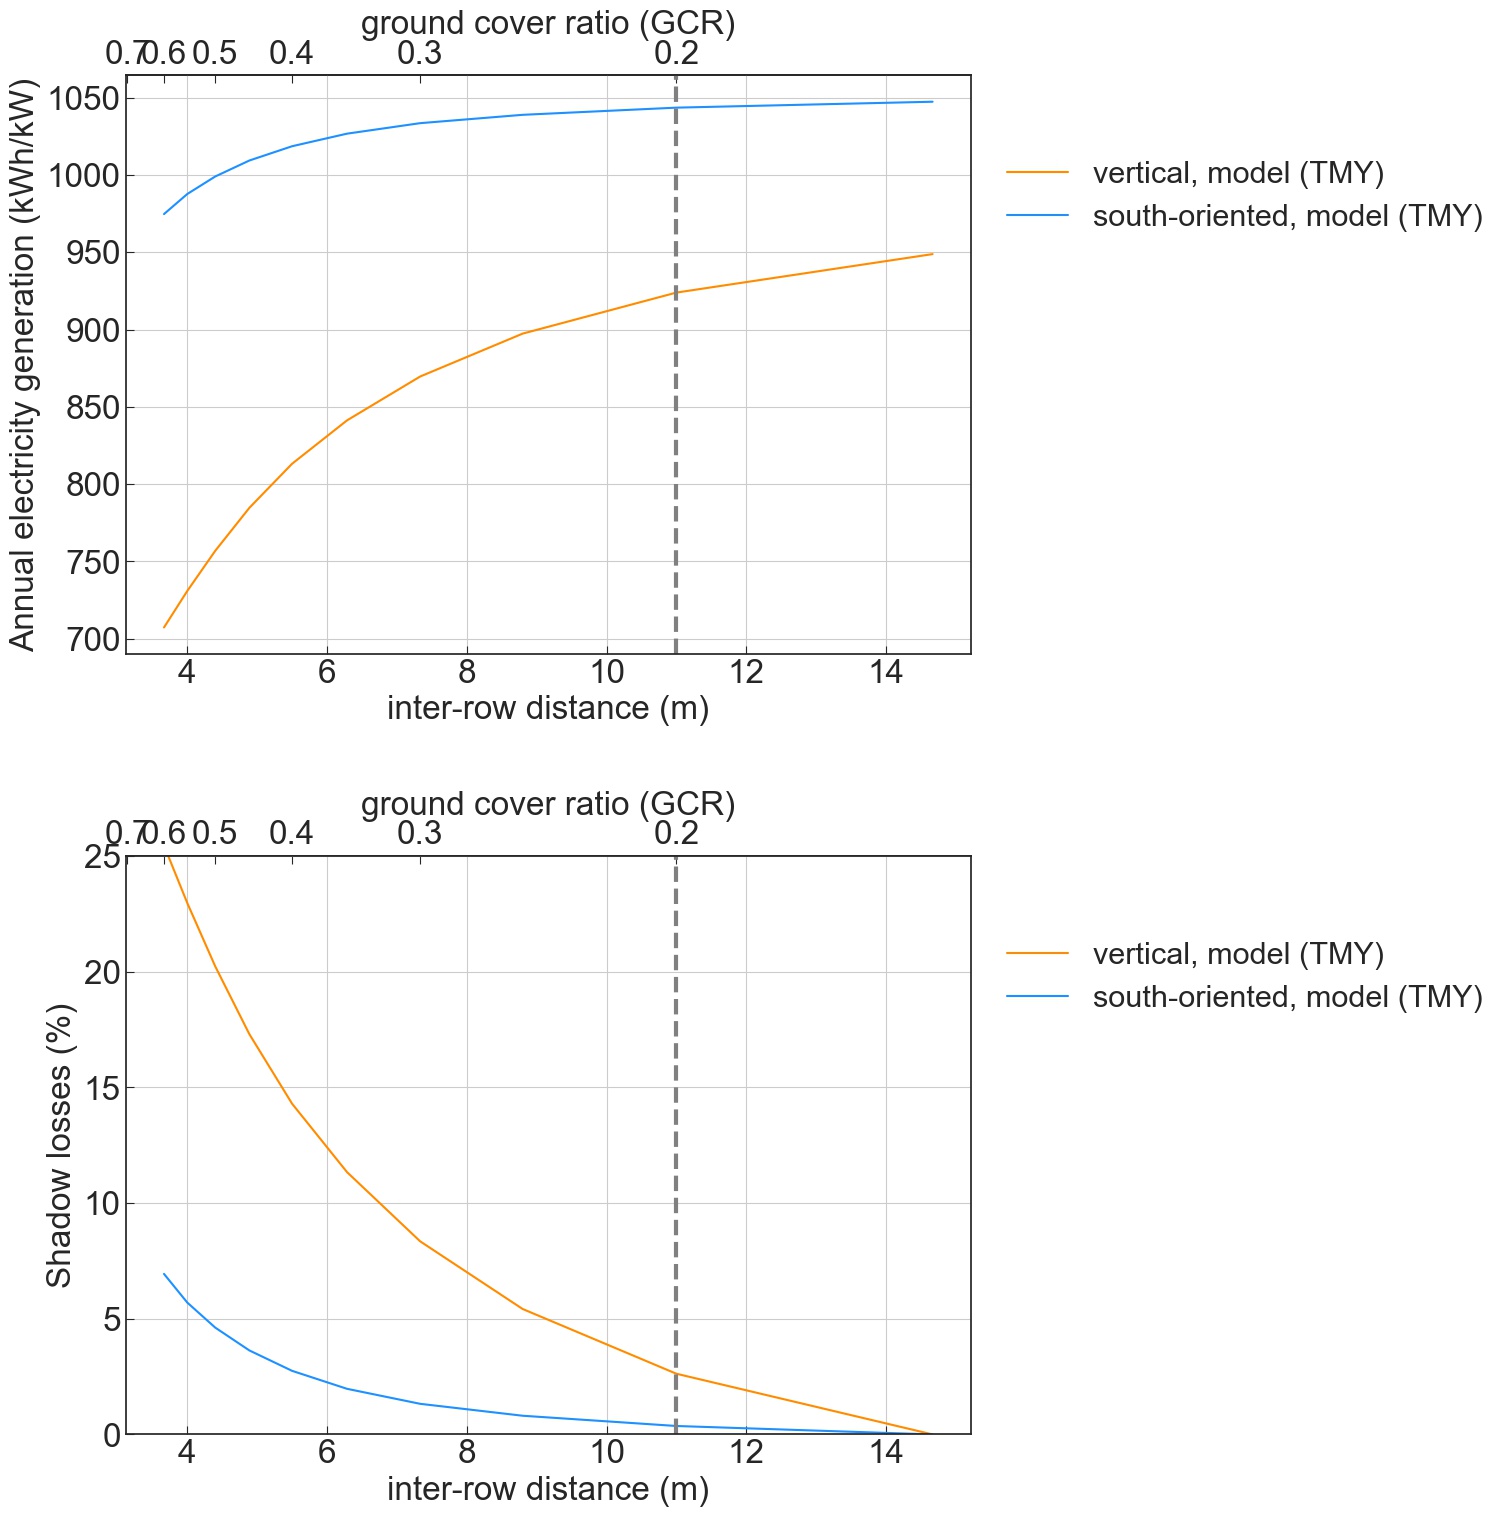 ground cover ratio (GCR)
0.7 0.6 0.5 0.4 0.3 0.2
Annual electricity generation (kWh/kW)
1050
1000
950
900
850
800
750
700
4 6 8 10 12 14
inter-row distance (m)
vertical, model (TMY)
south-oriented, model (TMY)
ground cover ratio (GCR)
0.7 0.6 0.5 0.4 0.3 0.2
Shadow losses (%)
25
20
15
10
5
0
4 6 8 10 12 14
inter-row distance (m)
vertical, model (TMY)
south-oriented, model (TMY)